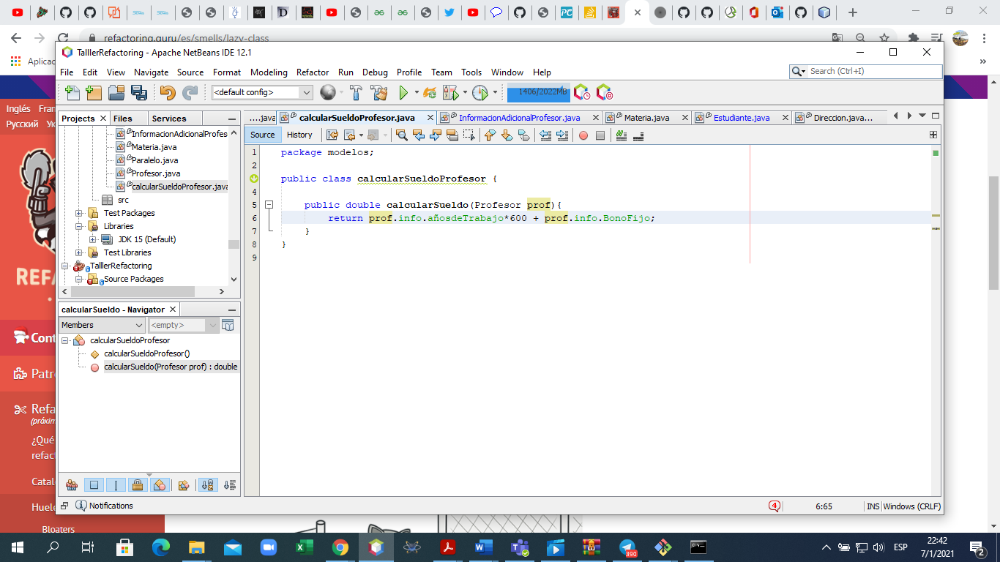 refactoring.guru/es/smells/lazy-class
Aplicac
»
TalllerRefactoring - Apache NetBeans IDE 12.1
File Edit View Navigate Source Format Modeling Refactor Run Debug Profile Team Tools Window Help
Search (Ctrl+I)
<default config>
1406/2022MB
Inglés Fran
Русский Ук
Projects Files Services
....java calcularSueldoProfesor.java InformacionAdicionalProfesor.java Materia.java Estudiante.java Direccion.java...
Source History
InformacionAdicionalProfes
Materia.java
Paralelo.java
Profesor.java
calcularSueldoProfesor.java
src
Test Packages
Libraries
JDK 15 (Default)
Test Libraries
TalllerRefactoring
Source Packages
1 package modelos;
2
3 public class calcularSueldoProfesor {
4
5 public double calcularSueldo(Profesor prof){
6 return prof.info.añosdeTrabajo*600 + prof.info.BonoFijo;
7 }
8 }
9
calcularSueldo - Navigator
Members <empty>
calcularSueldoProfesor
calcularSueldoProfesor()
calcularSueldo(Profesor prof) : double
REFA
Cont
Patr
Refa
(próxim
¿Qué
refact
Catal
Huele
Bloaters
Notifications
4 6:65 INS Windows (CRLF)
390
ESP
22:42
7/1/2021
2